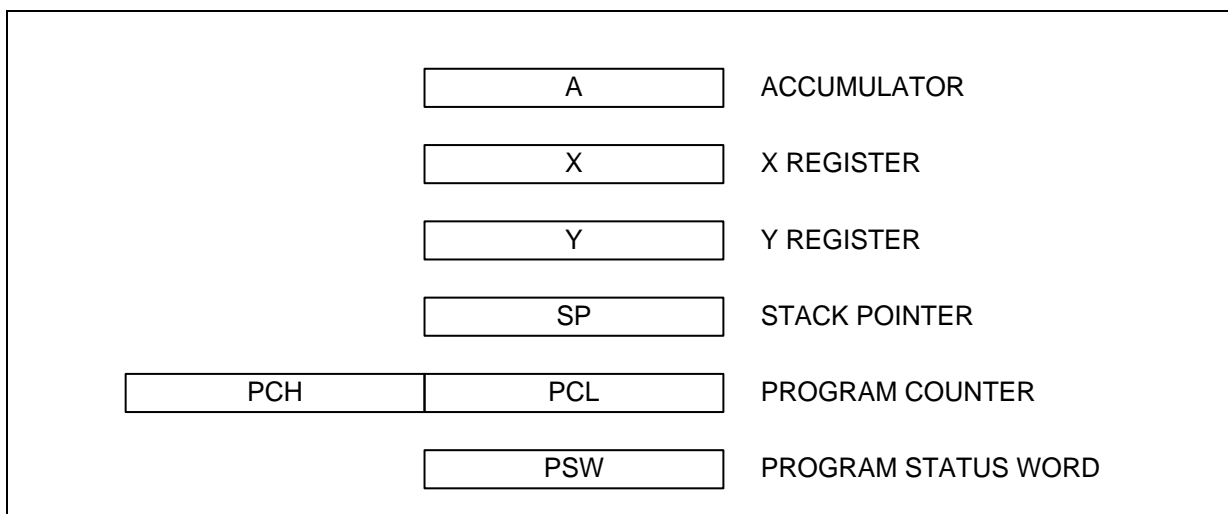 A ACCUMULATOR
X X REGISTER
Y Y REGISTER
SP STACK POINTER
PCH PCL PROGRAM COUNTER
PSW PROGRAM STATUS WORD